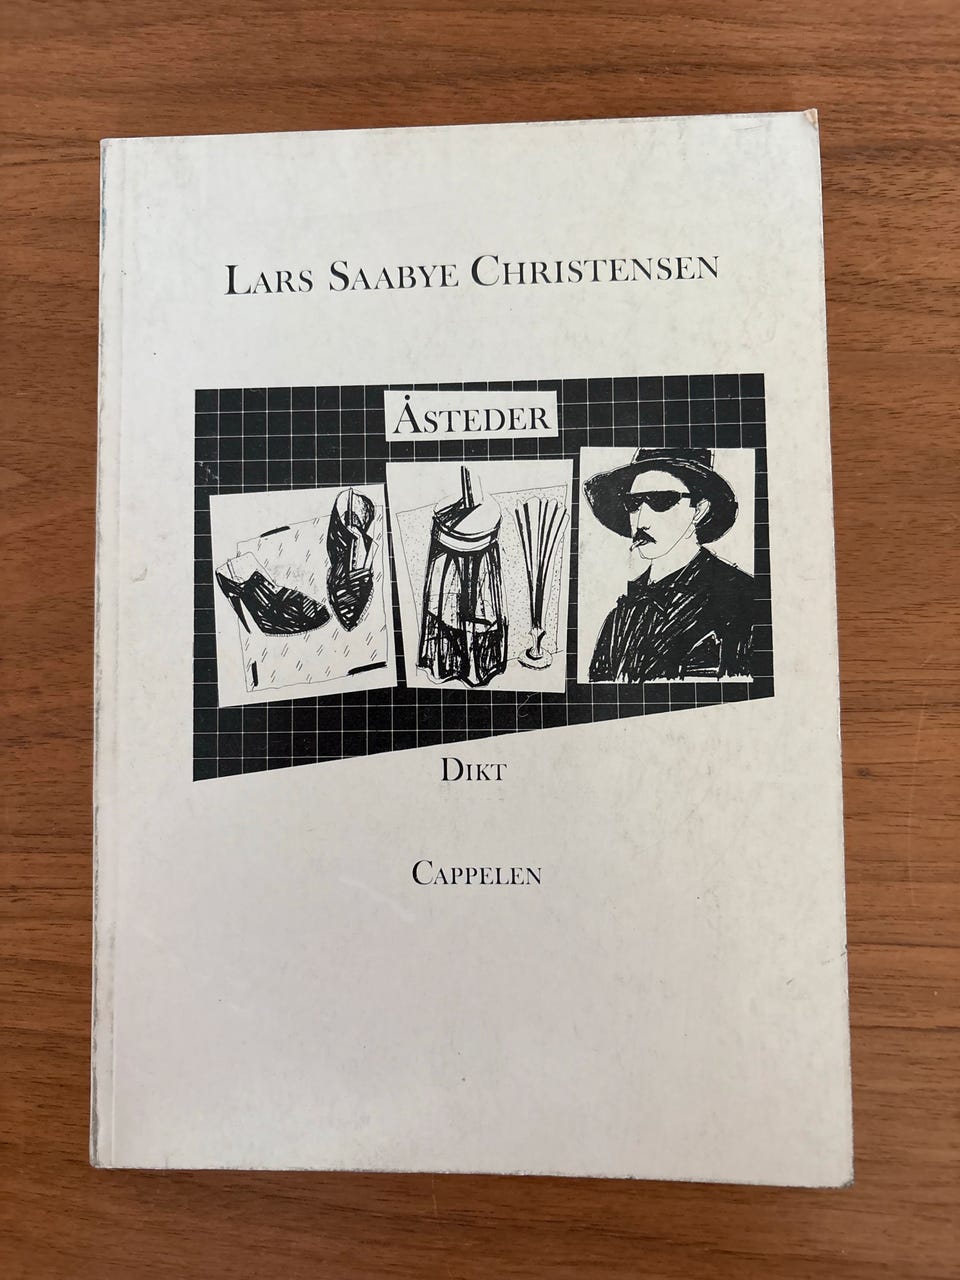 LARS SAABYE CHRISTENSEN
ÅSTEDER
DIKT
CAPPELEN